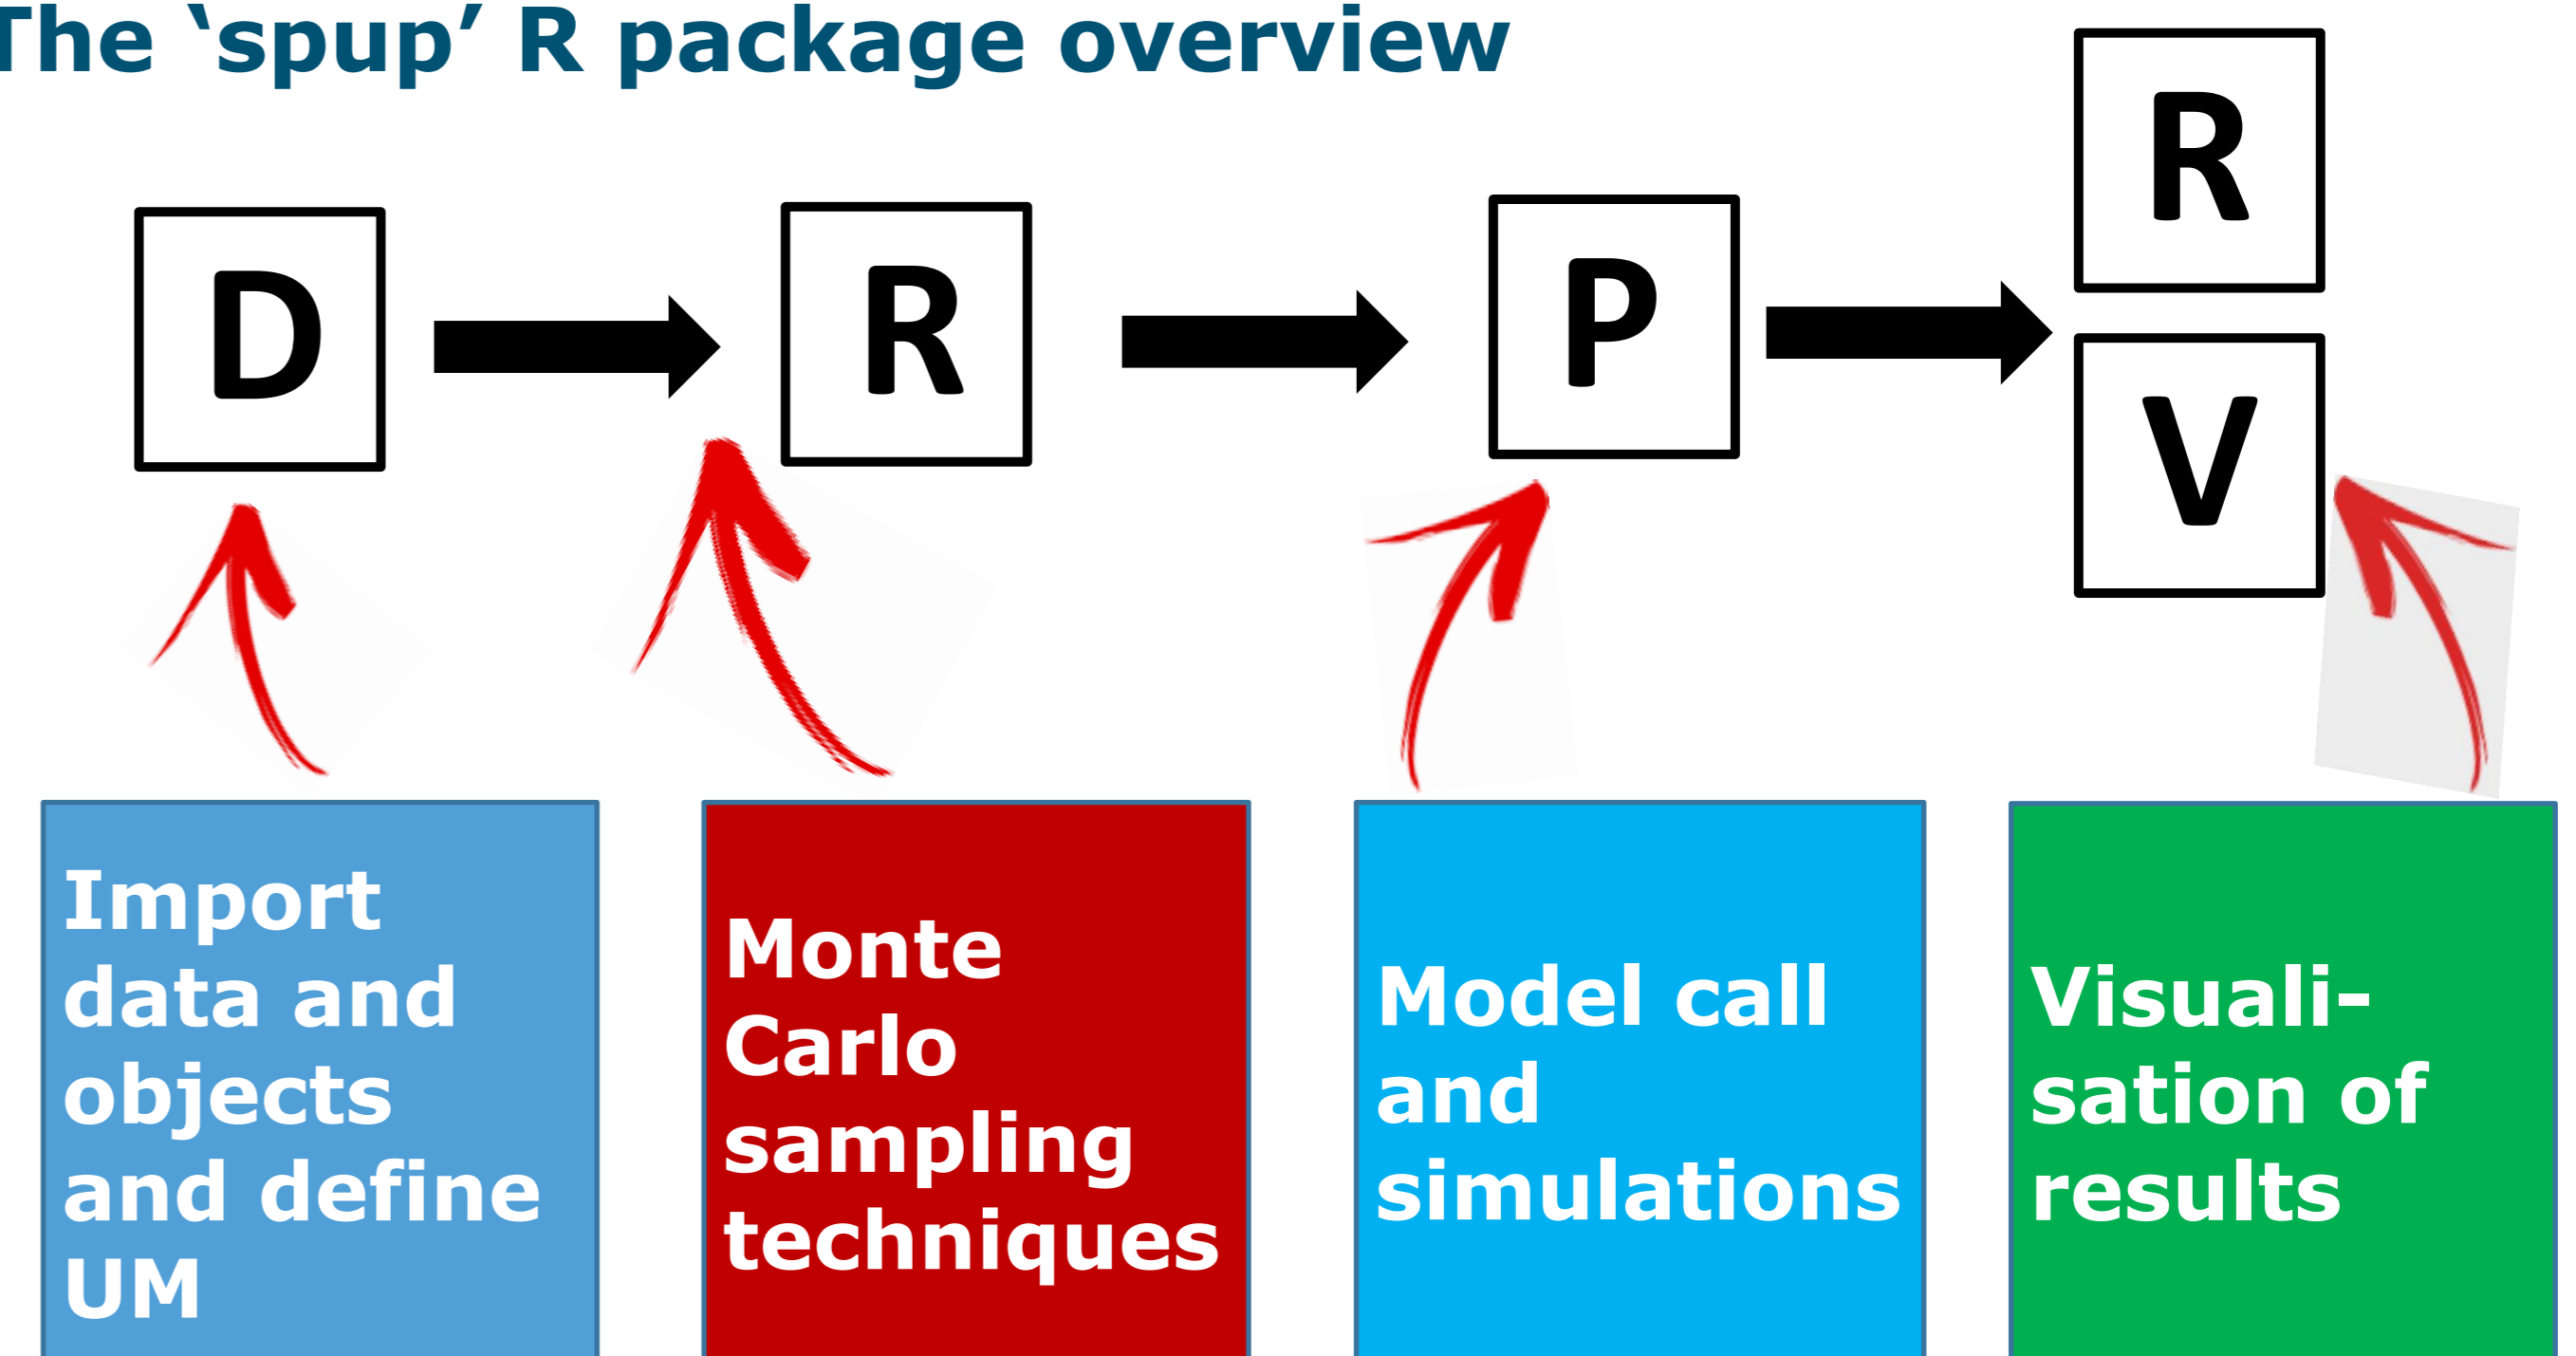 The ‘spup’ R package overview
D
R
P
R
V
Import
data and
objects
and define
UM
Monte
Carlo
sampling
techniques
Model call
and
simulations
Visuali-
sation of
results